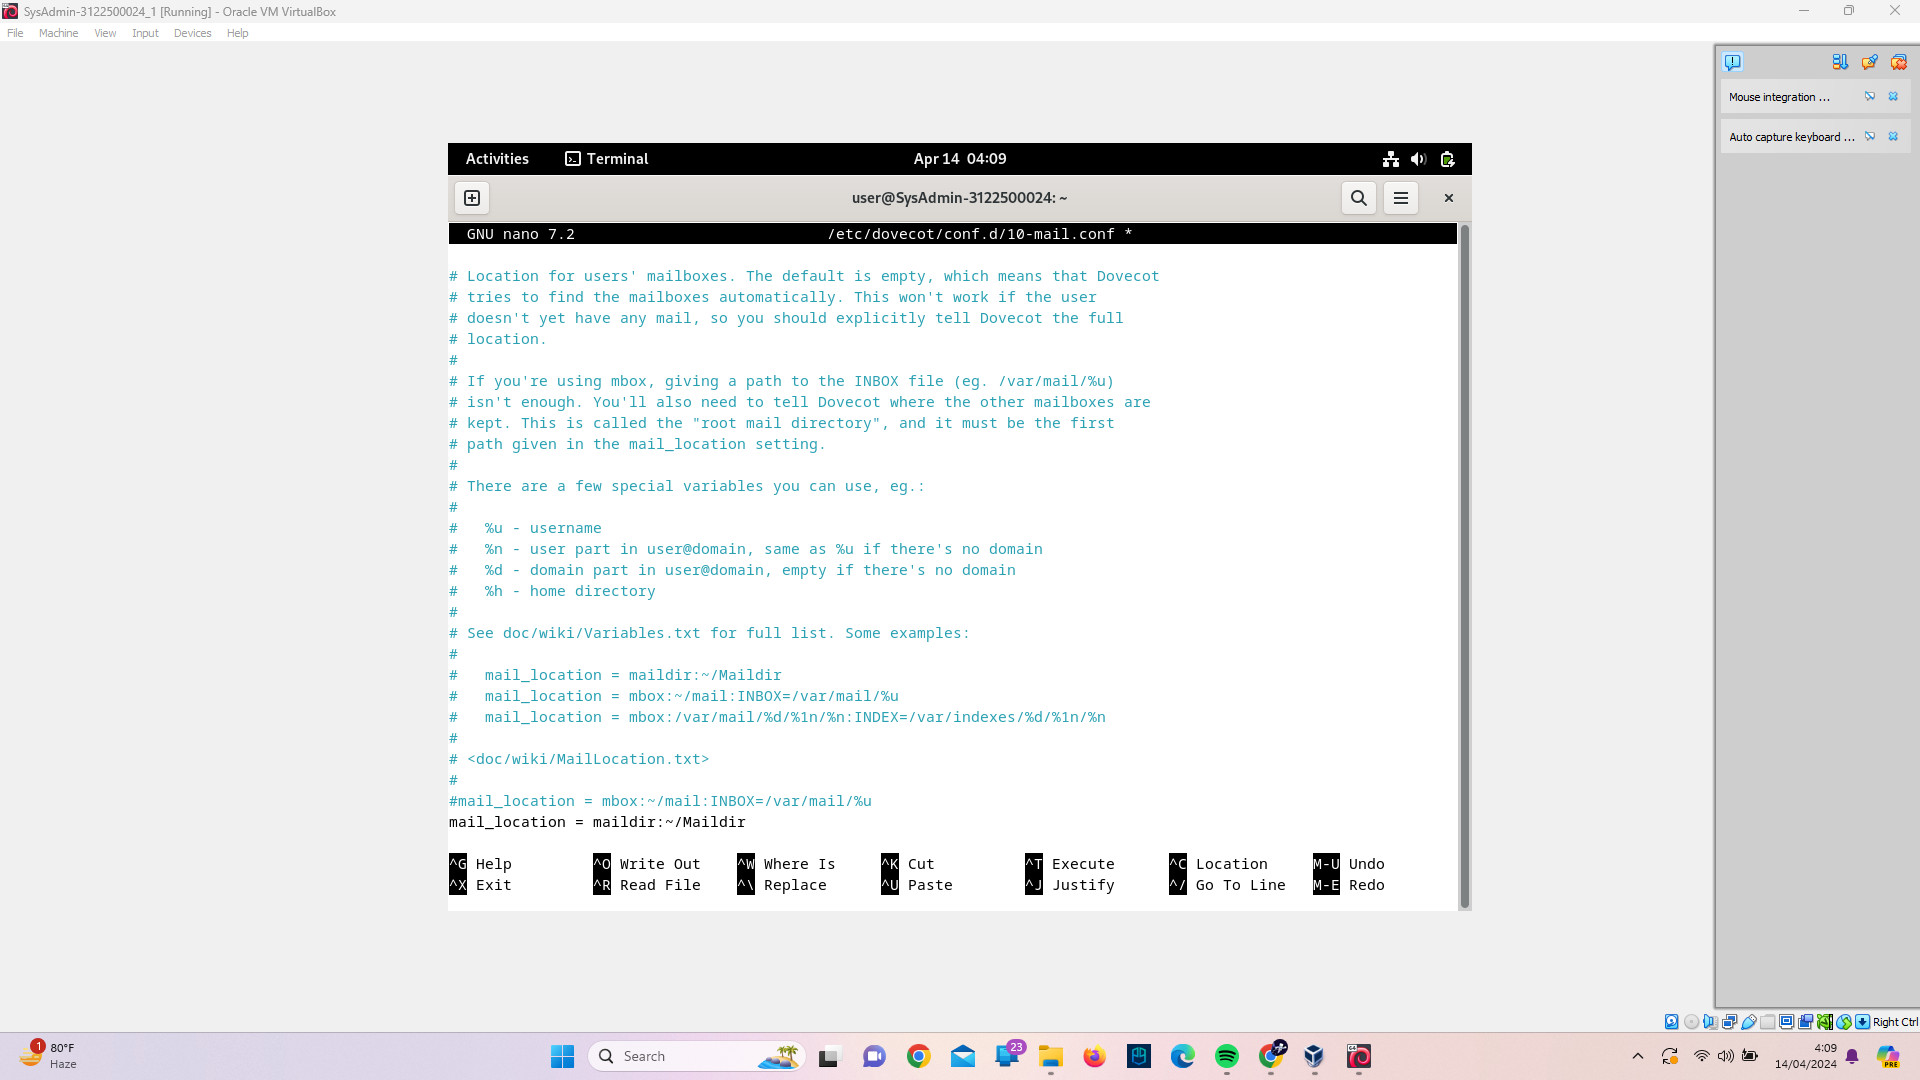 SysAdmin-3122500024_1 [Running] - Oracle VM VirtualBox
File Machine View Input Devices Help
Mouse integration ...
Auto capture keyboard ...
Activities Terminal Apr 14 04:09
user@SysAdmin-3122500024: ~
GNU nano 7.2 /etc/dovecot/conf.d/10-mail.conf *
# Location for users' mailboxes. The default is empty, which means that Dovecot
# tries to find the mailboxes automatically. This won't work if the user
# doesn't yet have any mail, so you should explicitly tell Dovecot the full
# location.
#
# If you're using mbox, giving a path to the INBOX file (eg. /var/mail/%u)
# isn't enough. You'll also need to tell Dovecot where the other mailboxes are
# kept. This is called the "root mail directory", and it must be the first
# path given in the mail_location setting.
#
# There are a few special variables you can use, eg.:
#
#   %u - username
#   %n - user part in user@domain, same as %u if there's no domain
#   %d - domain part in user@domain, empty if there's no domain
#   %h - home directory
#
# See doc/wiki/Variables.txt for full list. Some examples:
#
#   mail_location = maildir:~/Maildir
#   mail_location = mbox:~/mail:INBOX=/var/mail/%u
#   mail_location = mbox:/var/mail/%d/%1n/%n:INDEX=/var/indexes/%d/%1n/%n
#
# <doc/wiki/MailLocation.txt>
#
#mail_location = mbox:~/mail:INBOX=/var/mail/%u
mail_location = maildir:~/Maildir
^G Help ^O Write Out ^W Where Is ^K Cut ^T Execute ^C Location M-U Undo
^X Exit ^R Read File ^\ Replace ^U Paste ^J Justify ^/ Go To Line M-E Redo
Right Ctrl
1
80°F
Haze
Search
23
4:09
14/04/2024
PRE